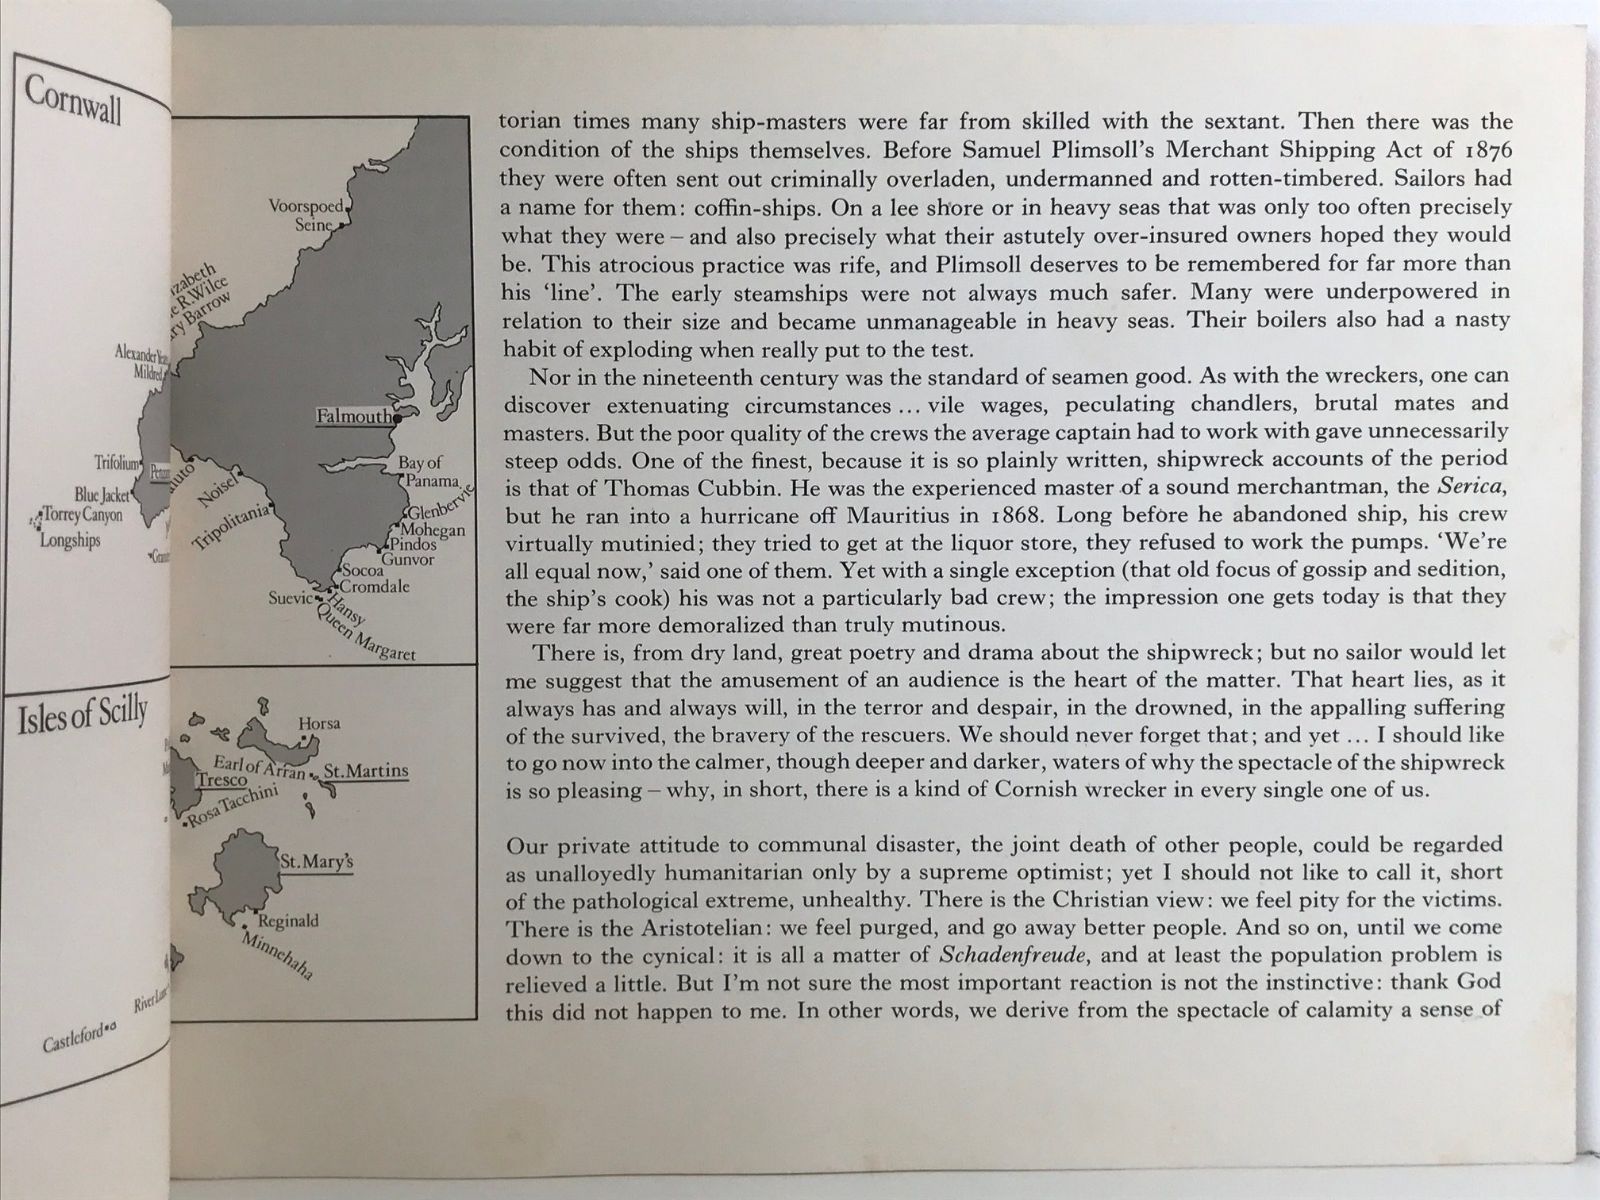 Cornwall
Voorspoed
Seine
Barrow
Mildred
Falmouth
Trifolium
Blue Jacket
Torrey Canyon
Longships
Noisel
Tripolitania
Bay of
Panama
Glenbervie
Mohegan
Pindos
Gunvor
Socoa
Cromdale
Suevic
Hansy
Queen Margaret
Isles of Scilly
Horsa
Earl of Arran
St. Martins
Tresco
Rosa Tacchini
St. Mary's
Reginald
Minnehaha
River
Castleford
torian times many ship-masters were far from skilled with the sextant. Then there was the
condition of the ships themselves. Before Samuel Plimsoll's Merchant Shipping Act of 1876
they were often sent out criminally overladen, undermanned and rotten-timbered. Sailors had
a name for them: coffin-ships. On a lee shore or in heavy seas that was only too often precisely
what they were – and also precisely what their astutely over-insured owners hoped they would
be. This atrocious practice was rife, and Plimsoll deserves to be remembered for far more than
his 'line'. The early steamships were not always much safer. Many were underpowered in
relation to their size and became unmanageable in heavy seas. Their boilers also had a nasty
habit of exploding when really put to the test.
Nor in the nineteenth century was the standard of seamen good. As with the wreckers, one can
discover extenuating circumstances ... vile wages, peculating chandlers, brutal mates and
masters. But the poor quality of the crews the average captain had to work with gave unnecessarily
steep odds. One of the finest, because it is so plainly written, shipwreck accounts of the period
is that of Thomas Cubbin. He was the experienced master of a sound merchantman, the Serica,
but he ran into a hurricane off Mauritius in 1868. Long before he abandoned ship, his crew
virtually mutinied; they tried to get at the liquor store, they refused to work the pumps. 'We're
all equal now,' said one of them. Yet with a single exception (that old focus of gossip and sedition,
the ship's cook) his was not a particularly bad crew; the impression one gets today is that they
were far more demoralized than truly mutinous.
There is, from dry land, great poetry and drama about the shipwreck; but no sailor would let
me suggest that the amusement of an audience is the heart of the matter. That heart lies, as it
always has and always will, in the terror and despair, in the drowned, in the appalling suffering
of the survived, the bravery of the rescuers. We should never forget that; and yet ... I should like
to go now into the calmer, though deeper and darker, waters of why the spectacle of the shipwreck
is so pleasing – why, in short, there is a kind of Cornish wrecker in every single one of us.
Our private attitude to communal disaster, the joint death of other people, could be regarded
as unalloyedly humanitarian only by a supreme optimist; yet I should not like to call it, short
of the pathological extreme, unhealthy. There is the Christian view: we feel pity for the victims.
There is the Aristotelian: we feel purged, and go away better people. And so on, until we come
down to the cynical: it is all a matter of Schadenfreude, and at least the population problem is
relieved a little. But I'm not sure the most important reaction is not the instinctive: thank God
this did not happen to me. In other words, we derive from the spectacle of calamity a sense of